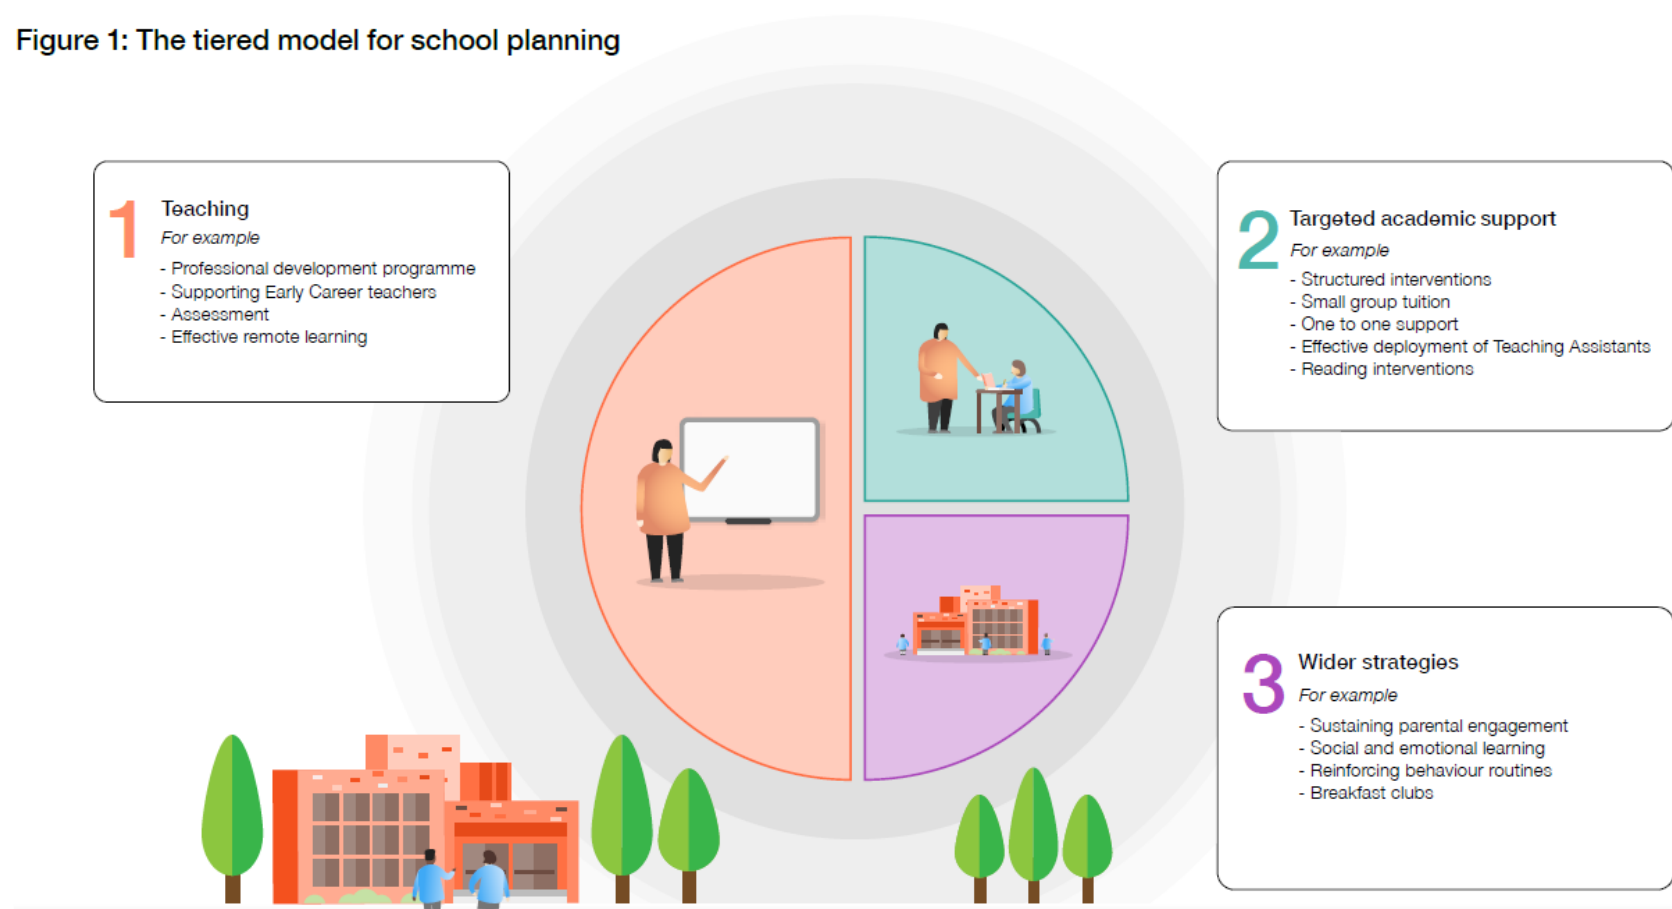 Figure 1: The tiered model for school planning
1
Teaching
For example
- Professional development programme
- Supporting Early Career teachers
- Assessment
- Effective remote learning
2
Targeted academic support
For example
- Structured interventions
- Small group tuition
- One to one support
- Effective deployment of Teaching Assistants
- Reading interventions
3
Wider strategies
For example
- Sustaining parental engagement
- Social and emotional learning
- Reinforcing behaviour routines
- Breakfast clubs